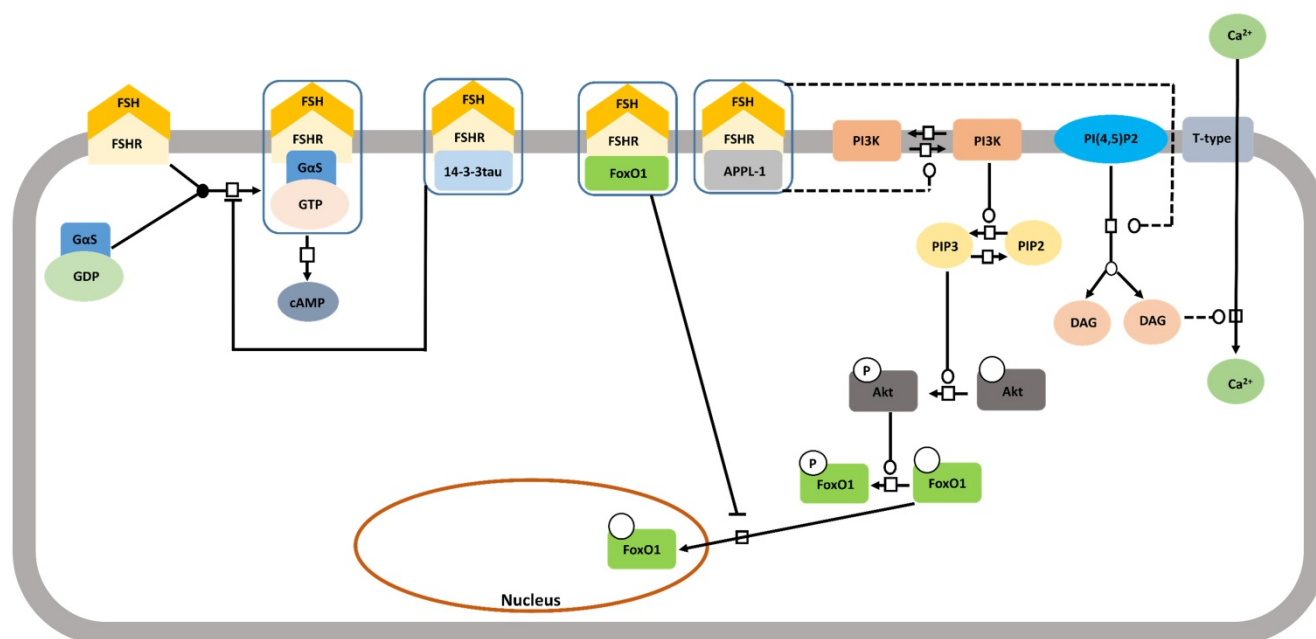 Ca²⁺
FSH
FSHR
FSH
FSHR
GαS
GTP
FSH
FSHR
14-3-3tau
FSH
FSHR
FoxO1
FSH
FSHR
APPL-1
PI3K
PI3K
PI(4,5)P2
T-type
GαS
GDP
cAMP
PIP3
PIP2
DAG
DAG
Ca²⁺
P
Akt
Akt
P
FoxO1
FoxO1
FoxO1
Nucleus